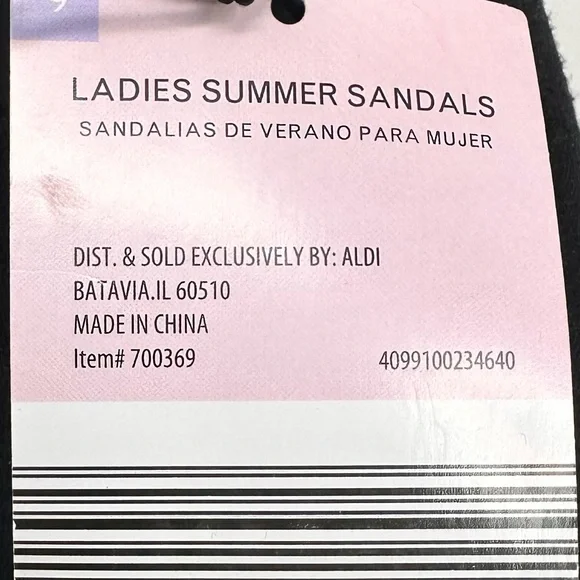 9
LADIES SUMMER SANDALS
SANDALIAS DE VERANO PARA MUJER
DIST. & SOLD EXCLUSIVELY BY: ALDI
BATAVIA.IL 60510
MADE IN CHINA
Item# 700369 4099100234640